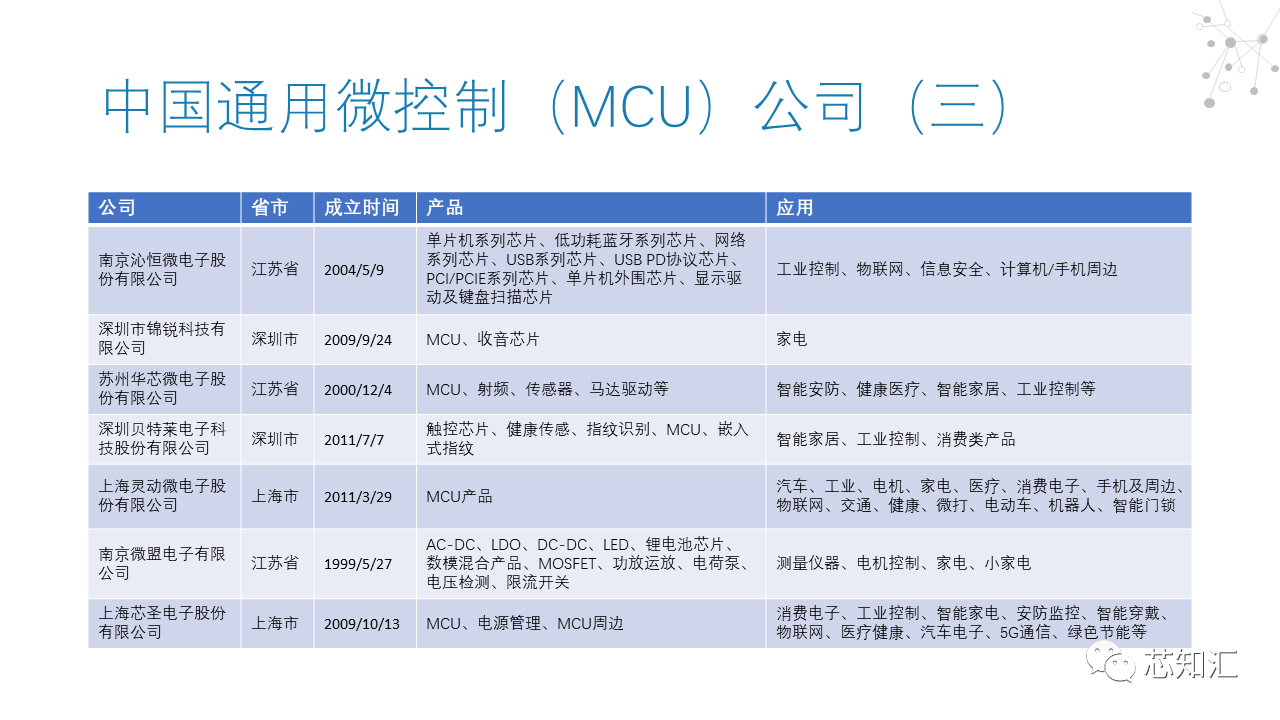 中国通用微控制（MCU）公司（三）
公司 省市 成立时间 产品 应用
南京沁恒微电子股
份有限公司
江苏省
2004/5/9
单片机系列芯片、低功耗蓝牙系列芯片、网络
系列芯片、USB系列芯片、USB PD协议芯片、
PCI/PCIE系列芯片、单片机外围芯片、显示驱
动及键盘扫描芯片
工业控制、物联网、信息安全、计算机/手机周边
深圳市锦锐科技有
限公司
深圳市
2009/9/24
MCU、收音芯片
家电
苏州华芯微电子股
份有限公司
江苏省
2000/12/4
MCU、射频、传感器、马达驱动等
智能安防、健康医疗、智能家居、工业控制等
深圳贝特莱电子科
技股份有限公司
深圳市
2011/7/7
触控芯片、健康传感、指纹识别、MCU、嵌入
式指纹
智能家居、工业控制、消费类产品
上海灵动微电子股
份有限公司
上海市
2011/3/29
MCU产品
汽车、工业、电机、家电、医疗、消费电子、手机及周边、
物联网、交通、健康、微打、电动车、机器人、智能门锁
南京微盟电子有限
公司
江苏省
1999/5/27
AC-DC、LDO、DC-DC、LED、锂电池芯片、
数模混合产品、MOSFET、功放运放、电荷泵、
电压检测、限流开关
测量仪器、电机控制、家电、小家电
上海芯圣电子股份
有限公司
上海市
2009/10/13
MCU、电源管理、MCU周边
消费电子、工业控制、智能家电、安防监控、智能穿戴、
物联网、医疗健康、汽车电子、5G通信、绿色节能等
芯知汇